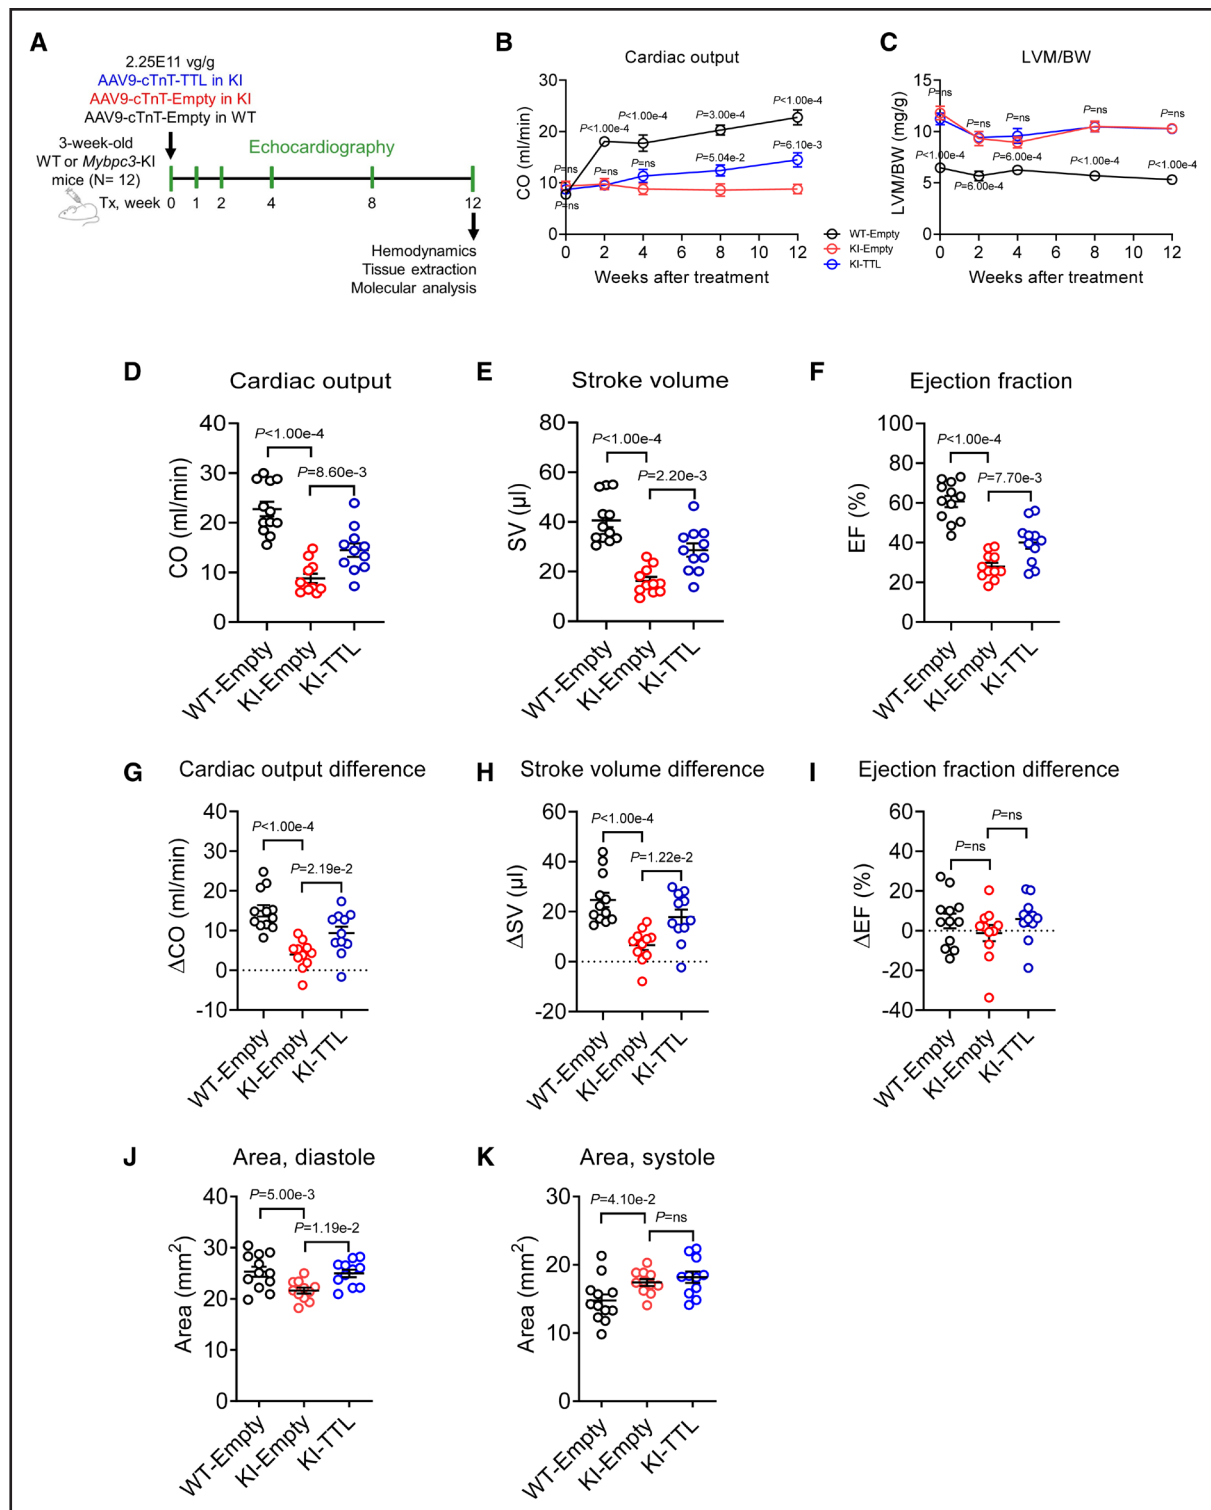 A
2.25E11 vg/g
AAV9-cTnT-TTL in KI
AAV9-cTnT-Empty in KI
AAV9-cTnT-Empty in WT
3-week-old
WT or Mybpc3-KI
mice (N= 12)
Echocardiography
Tx, week 0 1 2 4 8 12
Hemodynamics
Tissue extraction
Molecular analysis
B
Cardiac output
CO (ml/min)
30
20
10
0
P=ns
P=ns
P<1.00e-4
P=ns
P<1.00e-4
P=ns
P=3.00e-4
P=5.04e-2
P<1.00e-4
P=6.10e-3
0 2 4 6 8 10 12
Weeks after treatment
WT-Empty
KI-Empty
KI-TTL
C
LVM/BW
LVM/BW (mg/g)
15
10
5
0
P=ns
P=ns
P=ns
P=ns
P=ns
P<1.00e-4
P=6.00e-4
P=6.00e-4
P<1.00e-4
P<1.00e-4
0 2 4 6 8 10 12
Weeks after treatment
D
Cardiac output
CO (ml/min)
40
30
20
10
0
P<1.00e-4
P=8.60e-3
WT-Empty
KI-Empty
KI-TTL
E
Stroke volume
SV (µl)
80
60
40
20
0
P<1.00e-4
P=2.20e-3
WT-Empty
KI-Empty
KI-TTL
F
Ejection fraction
EF (%)
100
80
60
40
20
0
P<1.00e-4
P=7.70e-3
WT-Empty
KI-Empty
KI-TTL
G
Cardiac output difference
ΔCO (ml/min)
40
30
20
10
0
-10
P<1.00e-4
P=2.19e-2
WT-Empty
KI-Empty
KI-TTL
H
Stroke volume difference
ΔSV (µl)
60
40
20
0
-20
P<1.00e-4
P=1.22e-2
WT-Empty
KI-Empty
KI-TTL
I
Ejection fraction difference
ΔEF (%)
60
40
20
0
-20
-40
P=ns
P=ns
WT-Empty
KI-Empty
KI-TTL
J
Area, diastole
Area (mm²)
40
30
20
10
0
P=5.00e-3
P=1.19e-2
WT-Empty
KI-Empty
KI-TTL
K
Area, systole
Area (mm²)
30
20
10
0
P=4.10e-2
P=ns
WT-Empty
KI-Empty
KI-TTL